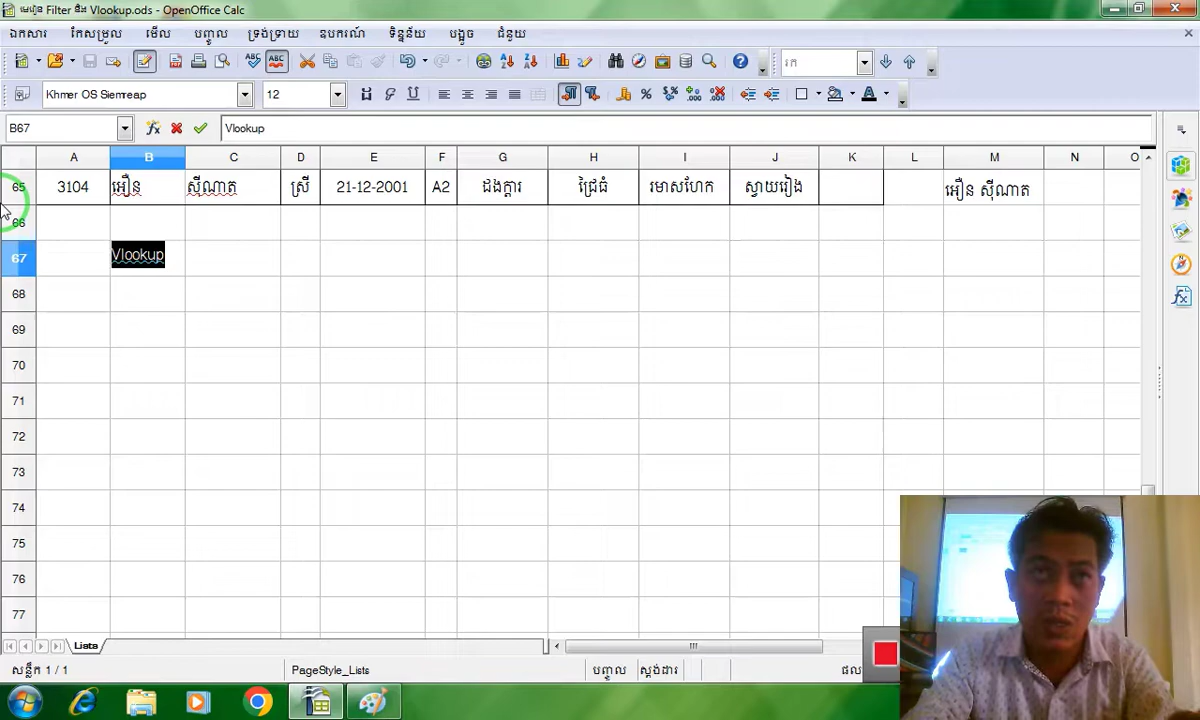 មេរៀន Filter និង Vlookup.ods - OpenOffice Calc
ឯកសារ កែសម្រួល មើល បញ្ចូល ទ្រង់ទ្រាយ ឧបករណ៍ ទិន្នន័យ បង្អួច ជំនួយ
រក
Khmer OS Siemreap 12
B67 Vlookup
A B C D E F G H I J K L M N O
65 3104 អឿន ស៊ីណាត ស្រី 21-12-2001 A2 ដងក្ដារ ជ្រៃធំ រមាសហែក ស្វាយរៀង អឿន ស៊ីណាត
66
67 Vlookup
68
69
70
71
72
73
74
75
76
77
Lists
សន្លឹក 1 / 1 PageStyle_Lists បញ្ចូល ស្តង់ដារ ផល